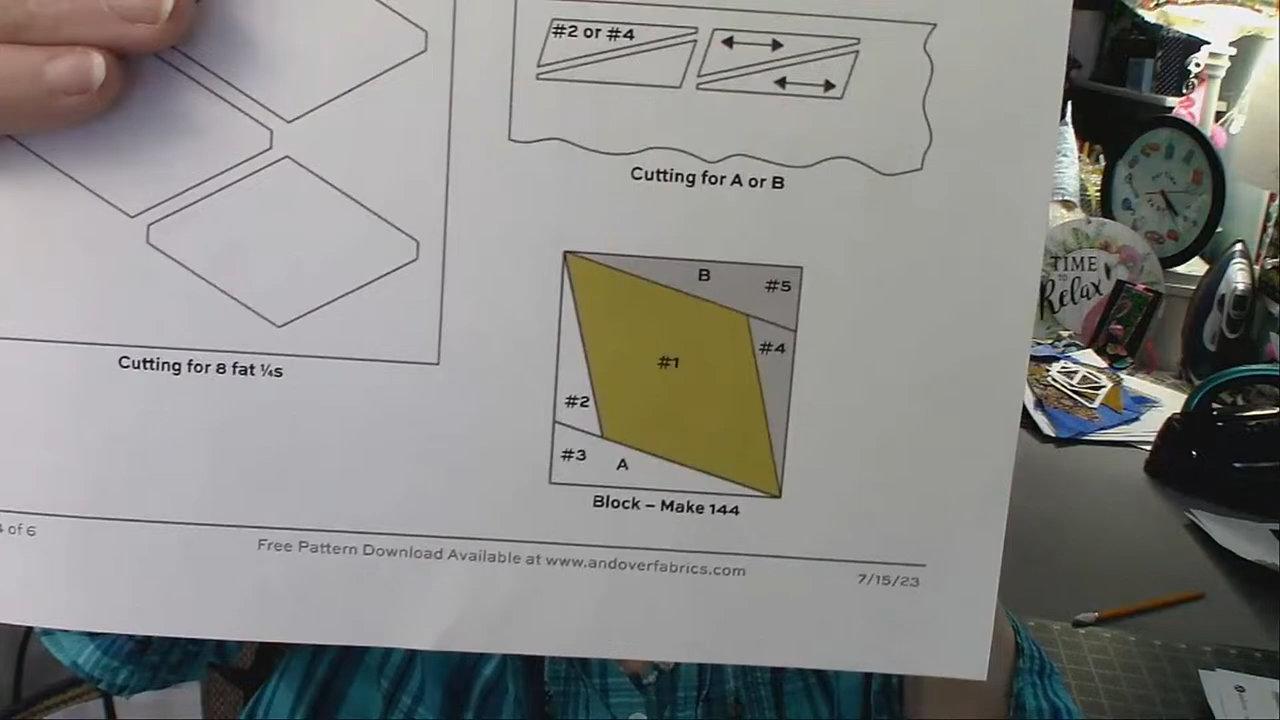 #2 or #4
Cutting for A or B
B
#5
#1
#4
#2
#3
A
Block – Make 144
Cutting for 8 fat ¼s
of 6
Free Pattern Download Available at www.andoverfabrics.com
7/15/23
TIME
TO
Relax